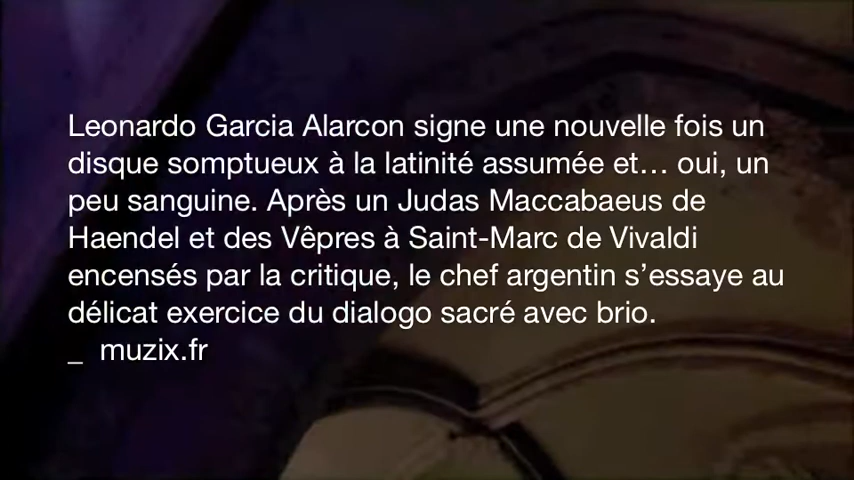 Leonardo Garcia Alarcon signe une nouvelle fois un
disque somptueux à la latinité assumée et… oui, un
peu sanguine. Après un Judas Maccabaeus de
Haendel et des Vêpres à Saint-Marc de Vivaldi
encensés par la critique, le chef argentin s’essaye au
délicat exercice du dialogo sacré avec brio.
_ muzix.fr